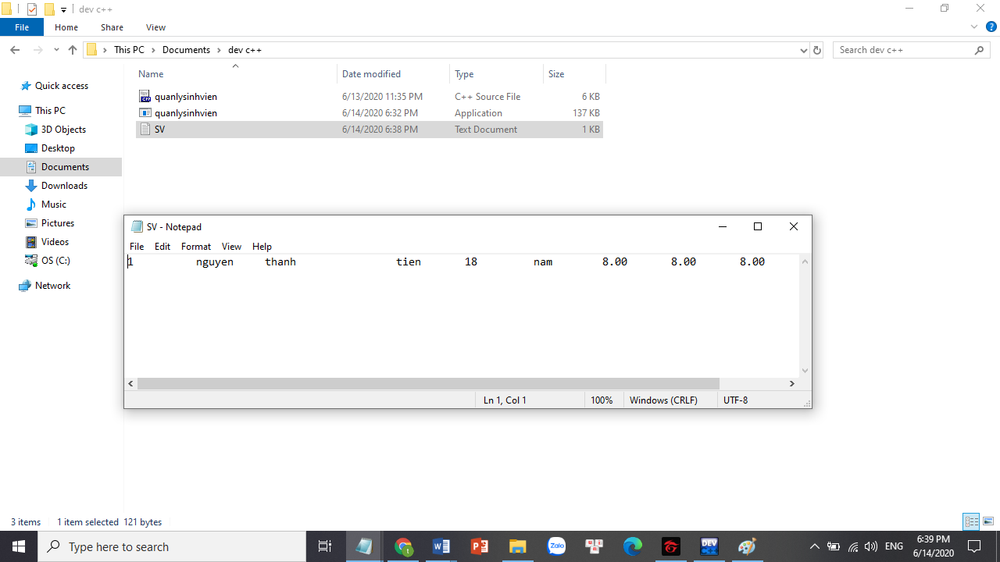 dev c++
File Home Share View
This PC Documents dev c++
Search dev c++
Name Date modified Type Size
quanlysinhvien 6/13/2020 11:35 PM C++ Source File 6 KB
quanlysinhvien 6/14/2020 6:32 PM Application 137 KB
SV 6/14/2020 6:38 PM Text Document 1 KB
Quick access
This PC
3D Objects
Desktop
Documents
Downloads
Music
Pictures
Videos
OS (C:)
Network
SV - Notepad
File Edit Format View Help
1 nguyen thanh tien 18 nam 8.00 8.00 8.00
Ln 1, Col 1 100% Windows (CRLF) UTF-8
3 items 1 item selected 121 bytes
Type here to search
Zalo
DEV
ENG
6:39 PM
6/14/2020